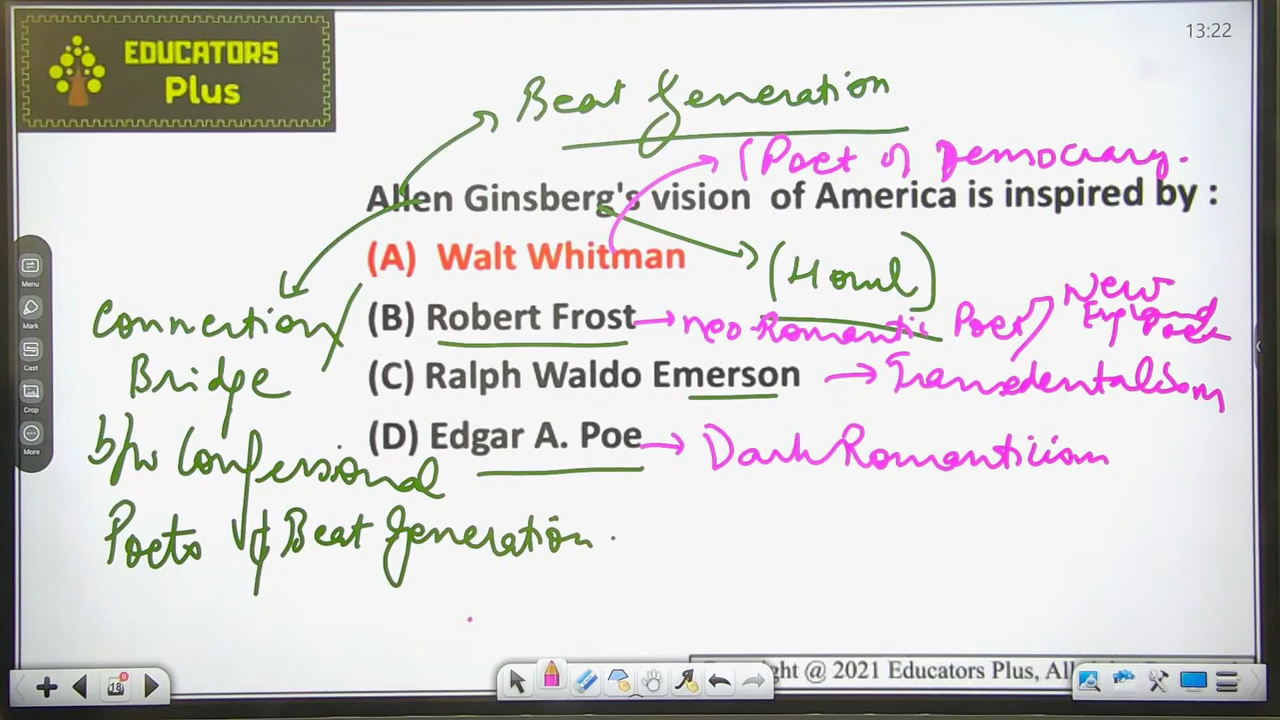 EDUCATORS
Plus
13:22
Beat Generation
(Poet of Democracy.
Allen Ginsberg's vision of America is inspired by :
(A) Walt Whitman
(Howl)
(B) Robert Frost → neo-Romantic Poet / New England Poet
(C) Ralph Waldo Emerson → Transedentalism
(D) Edgar A. Poe → Dark Romanticism
Connection/
Bridge
b/w Confessional
Poets & Beat Generation.
Menu
Mark
Cast
Crop
More
18
ght @ 2021 Educators Plus, All